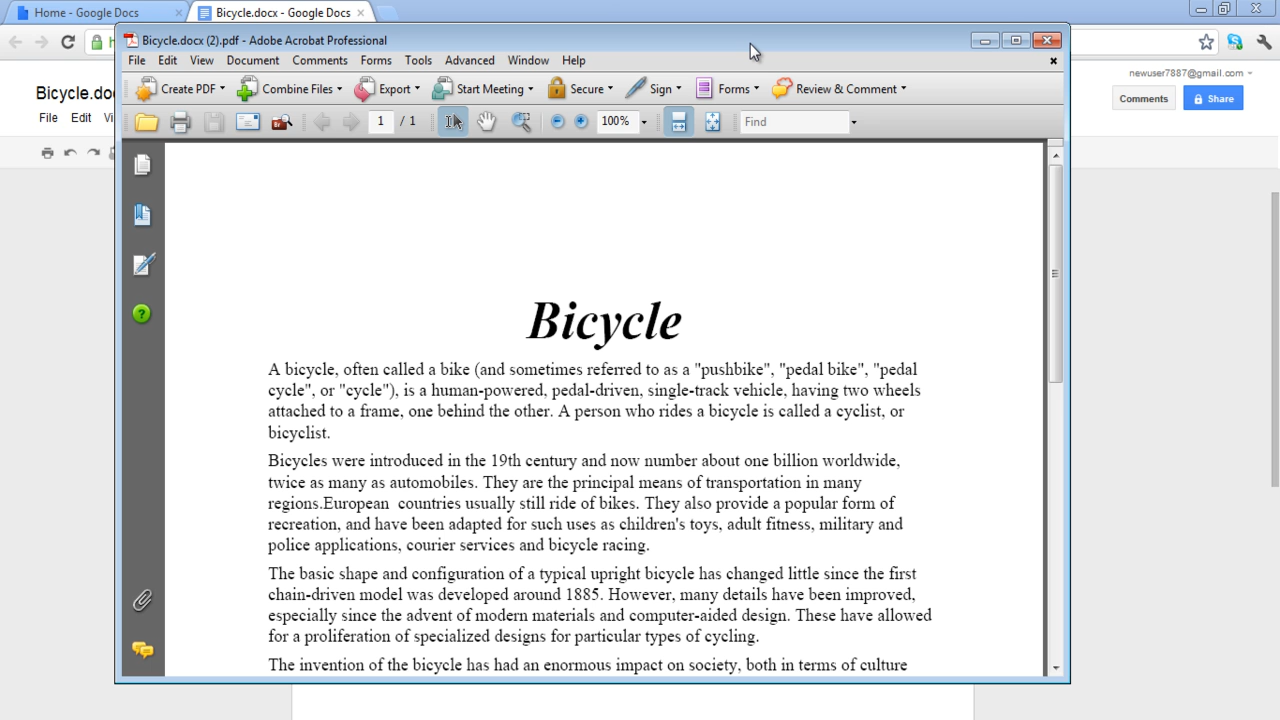 Home - Google Docs
Bicycle.docx - Google Docs
Bicycle.docx (2).pdf - Adobe Acrobat Professional
newuser7887@gmail.com
Comments
Share
File Edit
File Edit View Document Comments Forms Tools Advanced Window Help
Create PDF Combine Files Export Start Meeting Secure Sign Forms Review & Comment
1 / 1 100% Find
Bicycle
A bicycle, often called a bike (and sometimes referred to as a "pushbike", "pedal bike", "pedal
cycle", or "cycle"), is a human-powered, pedal-driven, single-track vehicle, having two wheels
attached to a frame, one behind the other. A person who rides a bicycle is called a cyclist, or
bicyclist.
Bicycles were introduced in the 19th century and now number about one billion worldwide,
twice as many as automobiles. They are the principal means of transportation in many
regions.European  countries usually still ride of bikes. They also provide a popular form of
recreation, and have been adapted for such uses as children's toys, adult fitness, military and
police applications, courier services and bicycle racing.
The basic shape and configuration of a typical upright bicycle has changed little since the first
chain-driven model was developed around 1885. However, many details have been improved,
especially since the advent of modern materials and computer-aided design. These have allowed
for a proliferation of specialized designs for particular types of cycling.
The invention of the bicycle has had an enormous impact on society, both in terms of culture